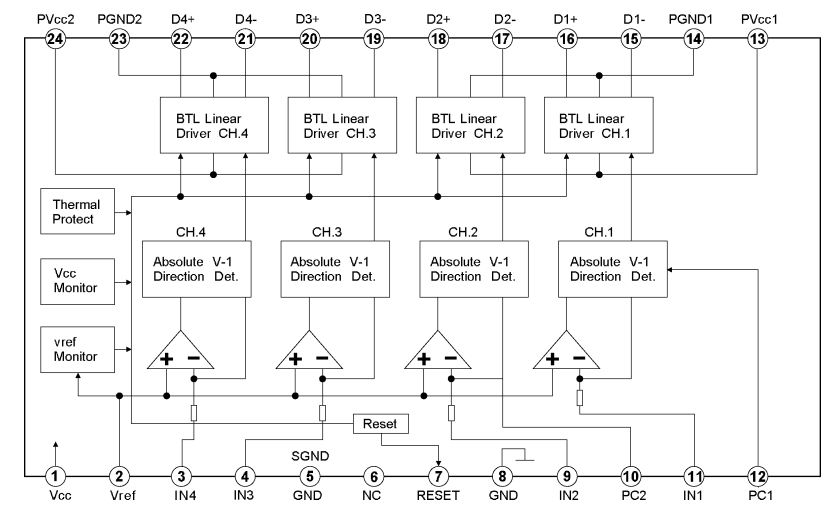 PVcc2 PGND2 D4+ D4- D3+ D3- D2+ D2- D1+ D1- PGND1 PVcc1
24 23 22 21 20 19 18 17 16 15 14 13
BTL Linear
Driver CH.4
BTL Linear
Driver CH.3
BTL Linear
Driver CH.2
BTL Linear
Driver CH.1
Thermal
Protect
CH.4 CH.3 CH.2 CH.1
Absolute V-1
Direction Det.
Absolute V-1
Direction Det.
Absolute V-1
Direction Det.
Absolute V-1
Direction Det.
Vcc
Monitor
vref
Monitor
+ − + − + − + −
Reset
SGND
1 2 3 4 5 6 7 8 9 10 11 12
Vcc Vref IN4 IN3 GND NC RESET GND IN2 PC2 IN1 PC1